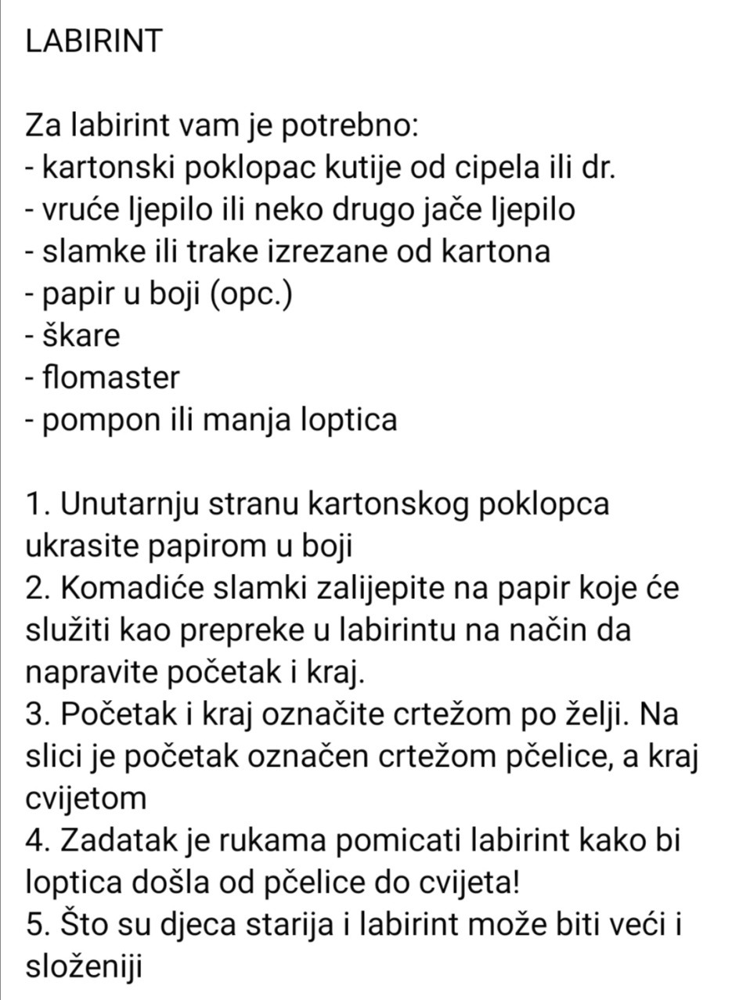 LABIRINT
Za labirint vam je potrebno:
- kartonski poklopac kutije od cipela ili dr.
- vruće ljepilo ili neko drugo jače ljepilo
- slamke ili trake izrezane od kartona
- papir u boji (opc.)
- škare
- flomaster
- pompon ili manja loptica
1. Unutarnju stranu kartonskog poklopca
ukrasite papirom u boji
2. Komadiće slamki zalijepite na papir koje će
služiti kao prepreke u labirintu na način da
napravite početak i kraj.
3. Početak i kraj označite crtežom po želji. Na
slici je početak označen crtežom pčelice, a kraj
cvijetom
4. Zadatak je rukama pomicati labirint kako bi
loptica došla od pčelice do cvijeta!
5. Što su djeca starija i labirint može biti veći i
složeniji